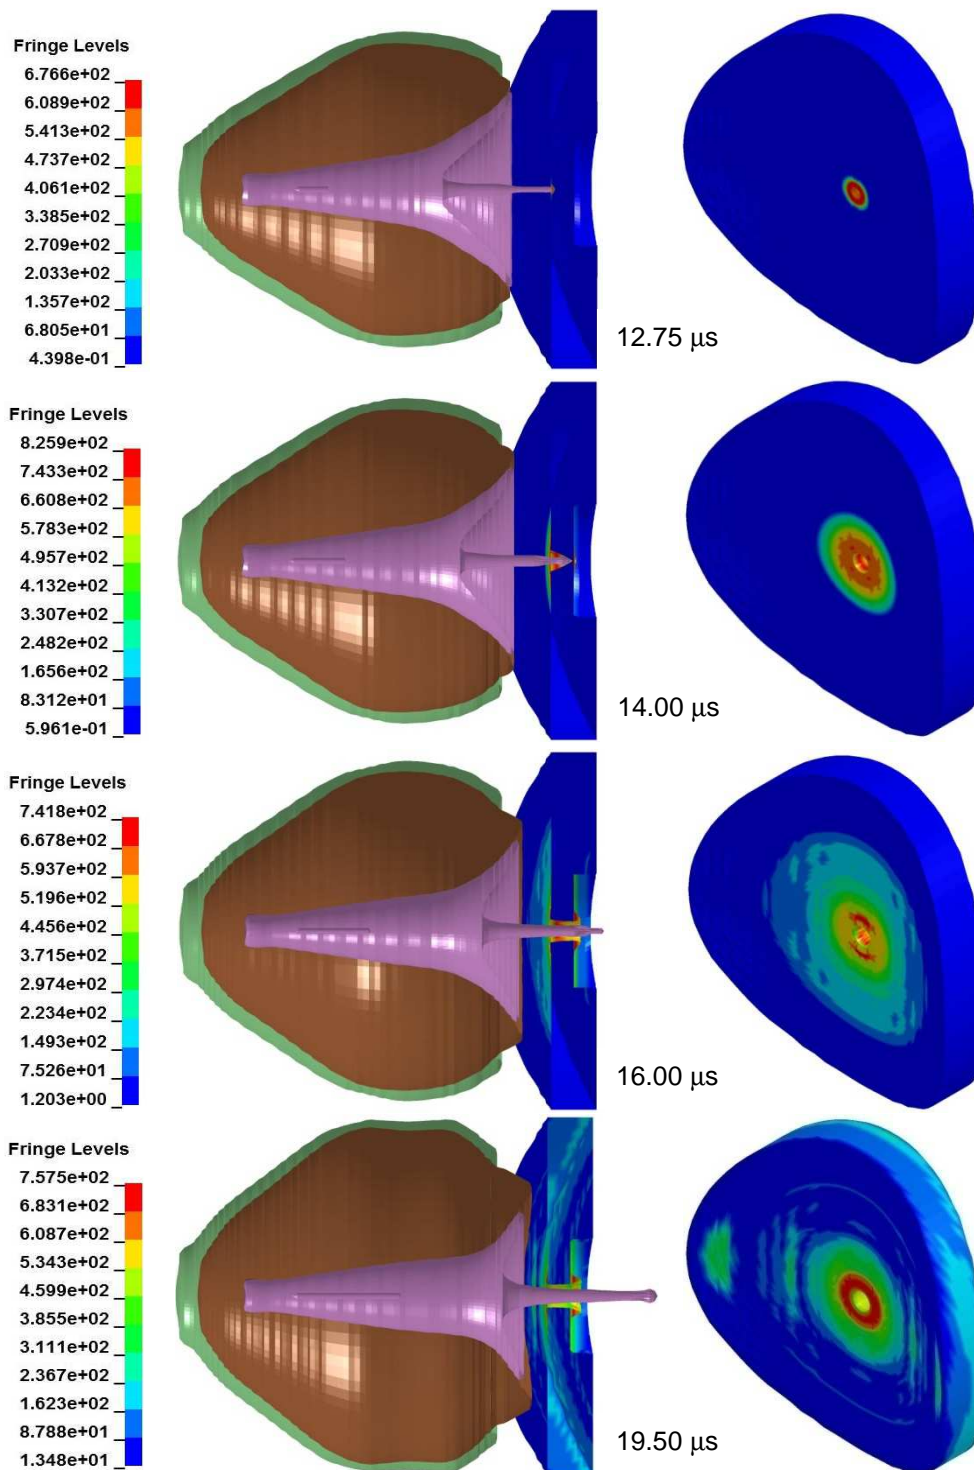 Fringe Levels
6.766e+02
6.089e+02
5.413e+02
4.737e+02
4.061e+02
3.385e+02
2.709e+02
2.033e+02
1.357e+02
6.805e+01
4.398e-01
12.75 μs
Fringe Levels
8.259e+02
7.433e+02
6.608e+02
5.783e+02
4.957e+02
4.132e+02
3.307e+02
2.482e+02
1.656e+02
8.312e+01
5.961e-01
14.00 μs
Fringe Levels
7.418e+02
6.678e+02
5.937e+02
5.196e+02
4.456e+02
3.715e+02
2.974e+02
2.234e+02
1.493e+02
7.526e+01
1.203e+00
16.00 μs
Fringe Levels
7.575e+02
6.831e+02
6.087e+02
5.343e+02
4.599e+02
3.855e+02
3.111e+02
2.367e+02
1.623e+02
8.788e+01
1.348e+01
19.50 μs